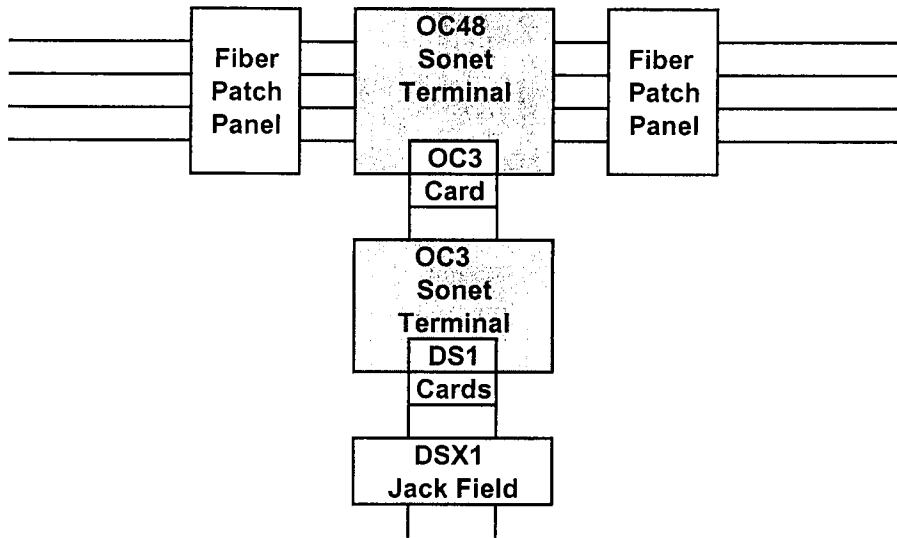 OC48
Sonet
Terminal
Fiber
Patch
Panel
Fiber
Patch
Panel
OC3
Card
OC3
Sonet
Terminal
DS1
Cards
DSX1
Jack Field